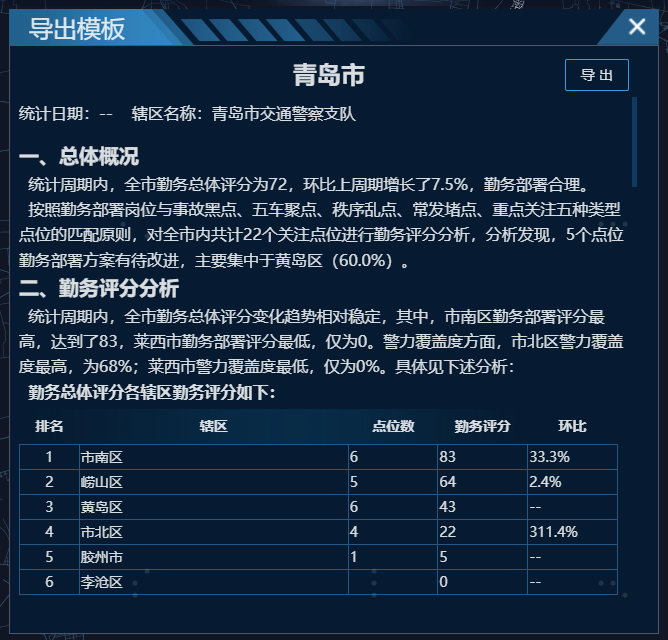 导出模板
青岛市
导 出
统计日期：-- 辖区名称：青岛市交通警察支队
一、总体概况
统计周期内，全市勤务总体评分为72，环比上周期增长了7.5%，勤务部署合理。
按照勤务部署岗位与事故黑点、五车聚点、秩序乱点、常发堵点、重点关注五种类型
点位的匹配原则，对全市内共计22个关注点位进行勤务评分分析，分析发现，5个点位
勤务部署方案有待改进，主要集中于黄岛区（60.0%）。
二、勤务评分分析
统计周期内，全市勤务总体评分变化趋势相对稳定，其中，市南区勤务部署评分最
高，达到了83，莱西市勤务部署评分最低，仅为0。警力覆盖度方面，市北区警力覆盖
度最高，为68%；莱西市警力覆盖度最低，仅为0%。具体见下述分析：
勤务总体评分各辖区勤务评分如下：
排名 辖区 点位数 勤务评分 环比
1 市南区 6 83 33.3%
2 崂山区 5 64 2.4%
3 黄岛区 6 43 --
4 市北区 4 22 311.4%
5 胶州市 1 5 --
6 李沧区 0 --